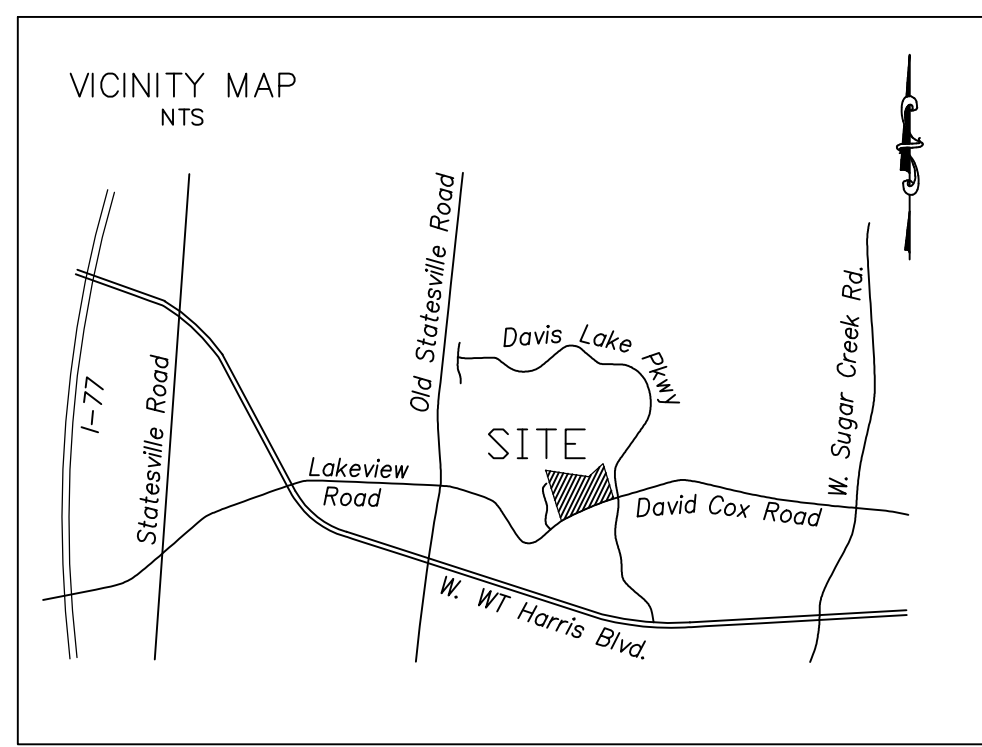 VICINITY MAP
NTS
Old Statesville Road
Davis Lake Pkwy
W. Sugar Creek Rd.
I-77
Statesville Road
SITE
Lakeview
Road
David Cox Road
W. WT Harris Blvd.